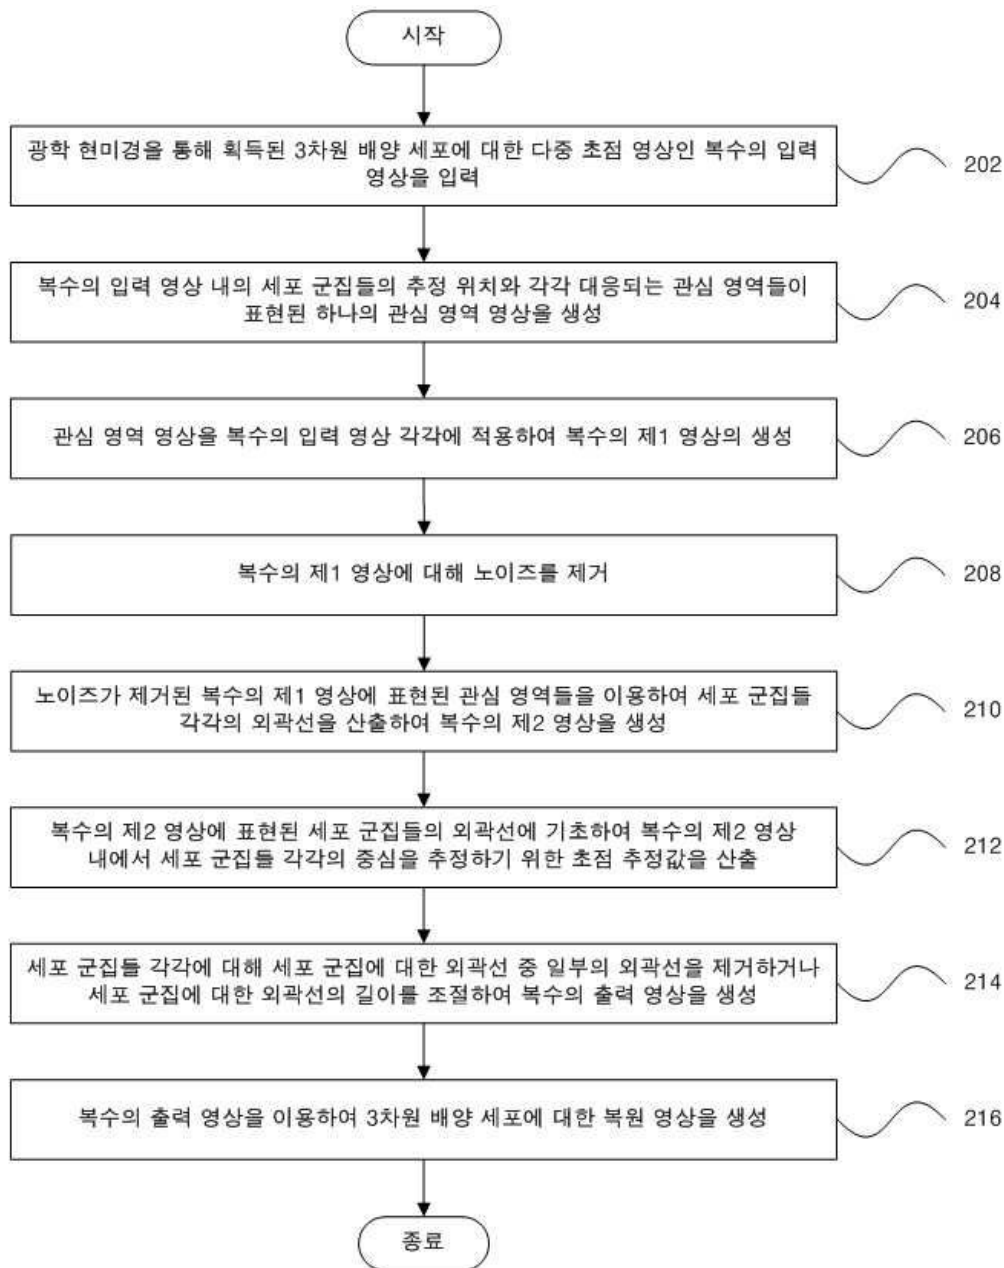 시작
광학 현미경을 통해 획득된 3차원 배양 세포에 대한 다중 초점 영상인 복수의 입력
영상을 입력
202
복수의 입력 영상 내의 세포 군집들의 추정 위치와 각각 대응되는 관심 영역들이
표현된 하나의 관심 영역 영상을 생성
204
관심 영역 영상을 복수의 입력 영상 각각에 적용하여 복수의 제1 영상의 생성
206
복수의 제1 영상에 대해 노이즈를 제거
208
노이즈가 제거된 복수의 제1 영상에 표현된 관심 영역들을 이용하여 세포 군집들
각각의 외곽선을 산출하여 복수의 제2 영상을 생성
210
복수의 제2 영상에 표현된 세포 군집들의 외곽선에 기초하여 복수의 제2 영상
내에서 세포 군집들 각각의 중심을 추정하기 위한 초점 추정값을 산출
212
세포 군집들 각각에 대해 세포 군집에 대한 외곽선 중 일부의 외곽선을 제거하거나
세포 군집에 대한 외곽선의 길이를 조절하여 복수의 출력 영상을 생성
214
복수의 출력 영상을 이용하여 3차원 배양 세포에 대한 복원 영상을 생성
216
종료